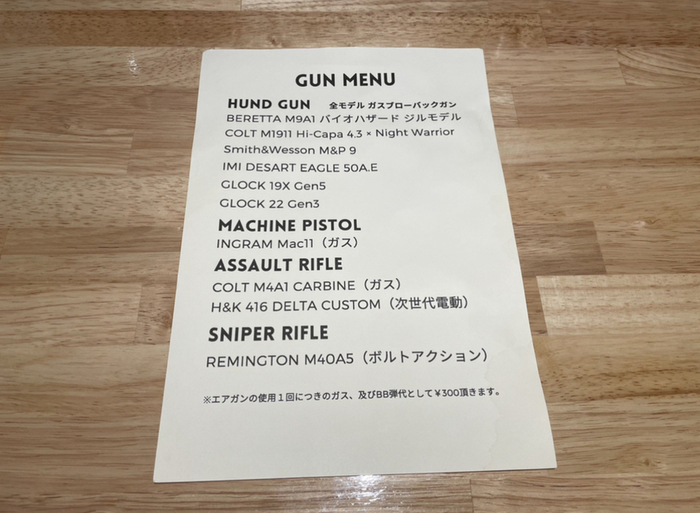 GUN MENU
HUND GUN 全モデル ガスブローバックガン
BERETTA M9A1 バイオハザード ジルモデル
COLT M1911 Hi-Capa 4.3 × Night Warrior
Smith&Wesson M&P 9
IMI DESART EAGLE 50A.E
GLOCK 19X Gen5
GLOCK 22 Gen3
MACHINE PISTOL
INGRAM Mac11（ガス）
ASSAULT RIFLE
COLT M4A1 CARBINE（ガス）
H&K 416 DELTA CUSTOM（次世代電動）
SNIPER RIFLE
REMINGTON M40A5（ボルトアクション）
※エアガンの使用１回につきのガス、及びBB弾代として¥300頂きます。